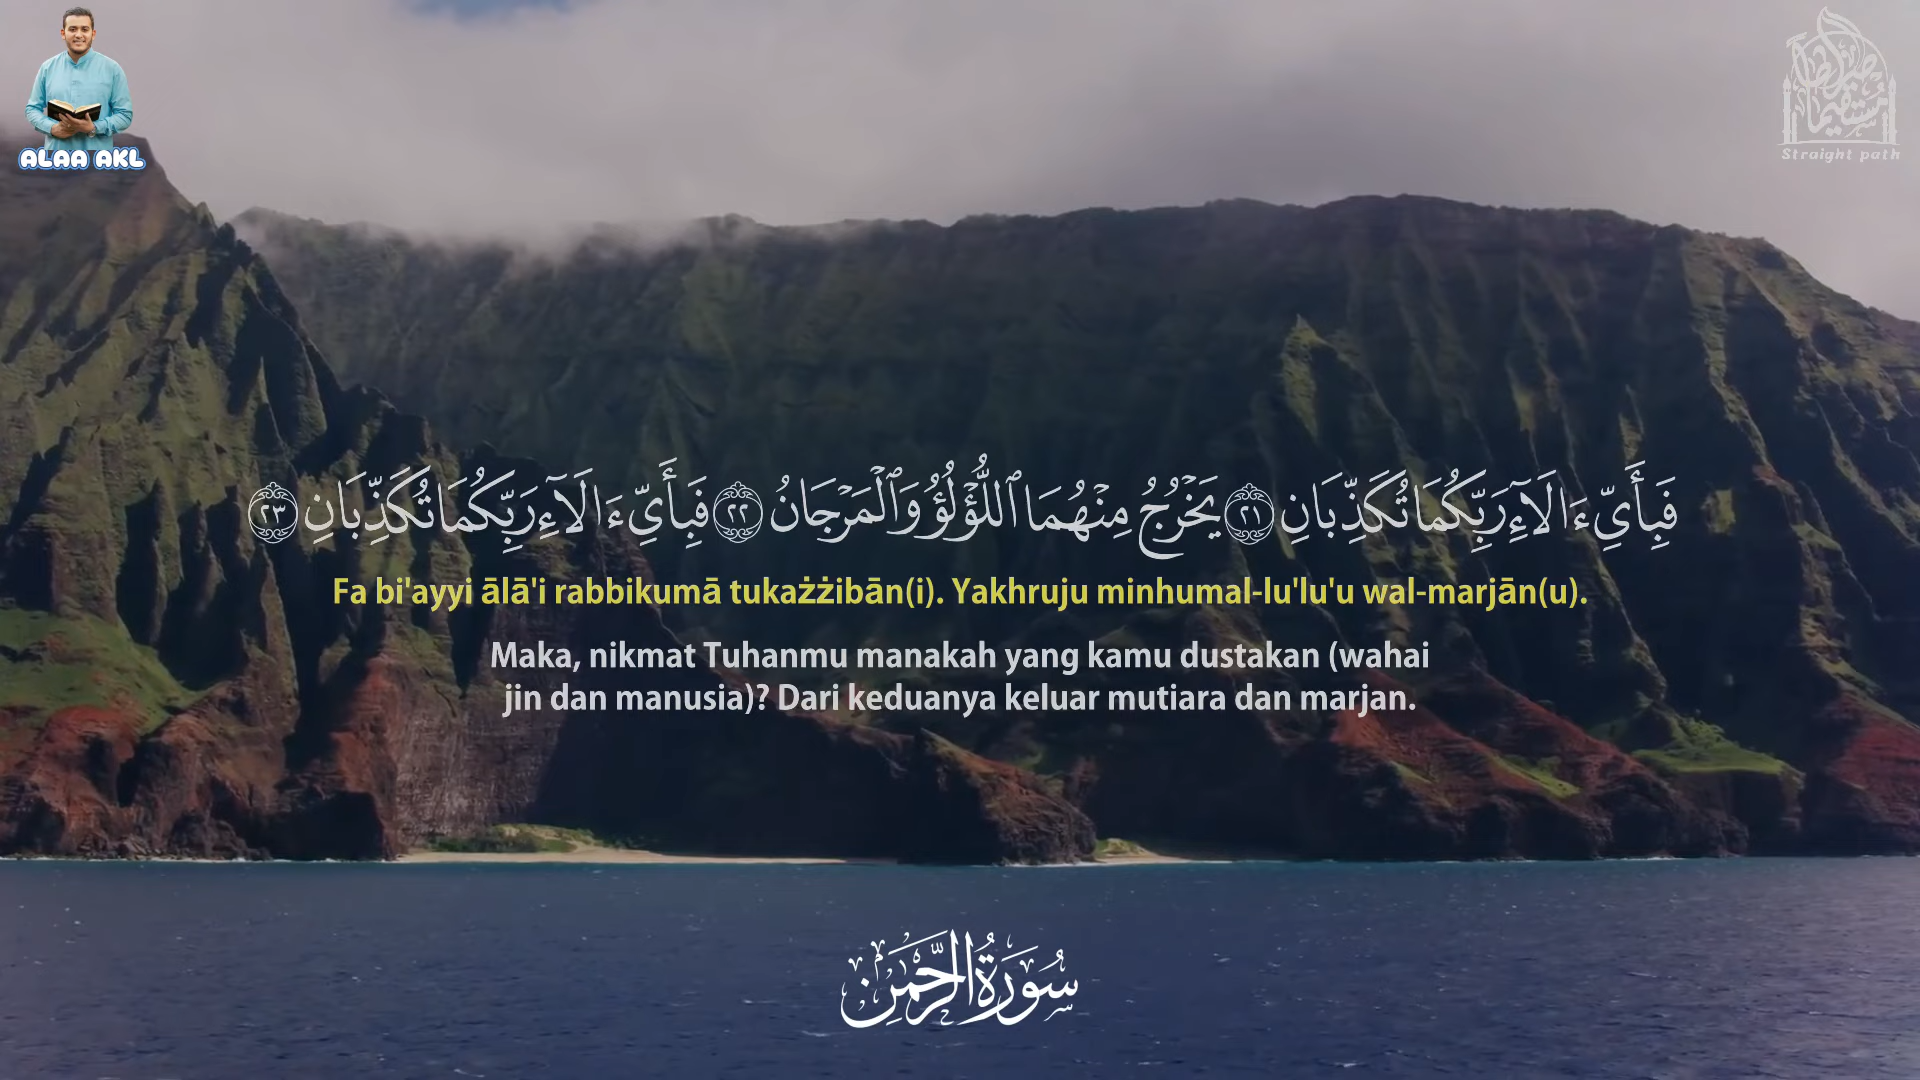 ALAA AKL
صراطا مستقيما
Straight path
فَبِأَيِّ ءَالَآءِ رَبِّكُمَا تُكَذِّبَانِ ٢١ يَخْرُجُ مِنْهُمَا ٱللُّؤْلُؤُ وَٱلْمَرْجَانُ ٢٢ فَبِأَيِّ ءَالَآءِ رَبِّكُمَا تُكَذِّبَانِ ٢٣
Fa bi'ayyi ālā'i rabbikumā tukażżibān(i). Yakhruju minhumal-lu'lu'u wal-marjān(u).
Maka, nikmat Tuhanmu manakah yang kamu dustakan (wahai
jin dan manusia)? Dari keduanya keluar mutiara dan marjan.
سُورَةُ الرَّحْمَٰن